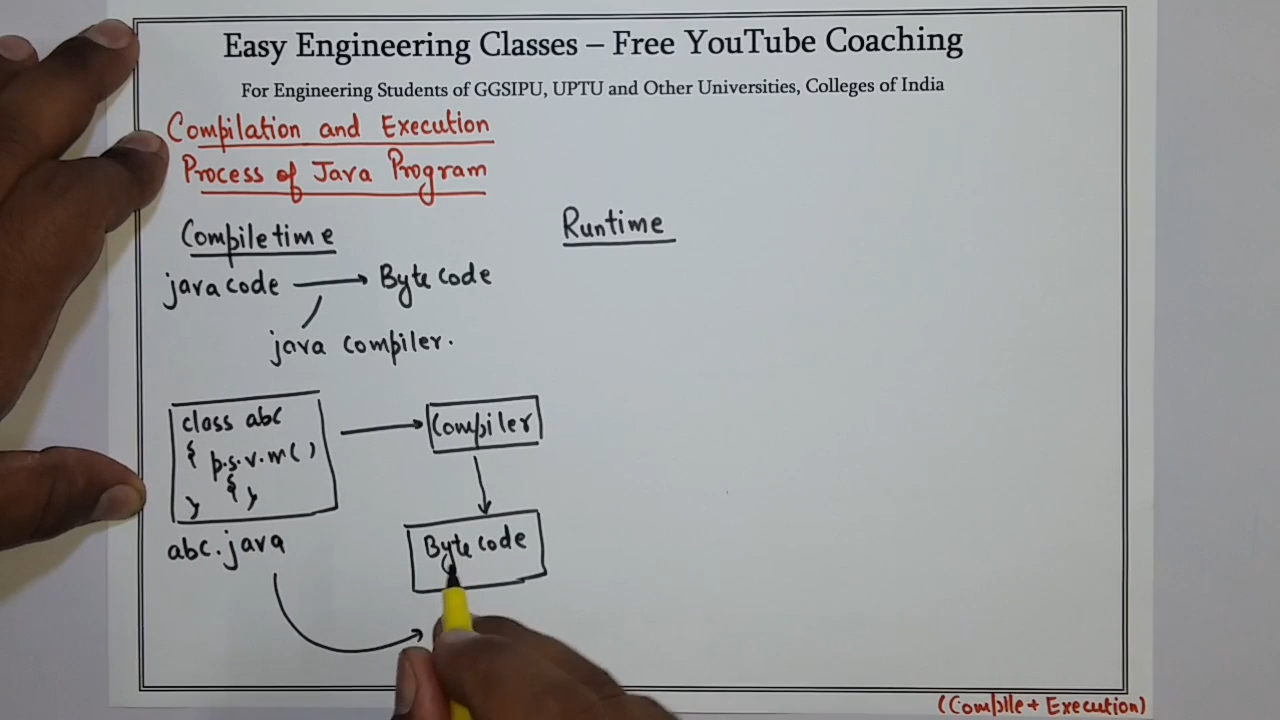 Easy Engineering Classes – Free YouTube Coaching
For Engineering Students of GGSIPU, UPTU and Other Universities, Colleges of India
Compilation and Execution
Process of Java Program
Compiletime
Runtime
java code → Byte code
java compiler.
class abc
{ p.s.v.m()
{ }
}
abc.java
Compiler
Byte code
(Compile + Execution)